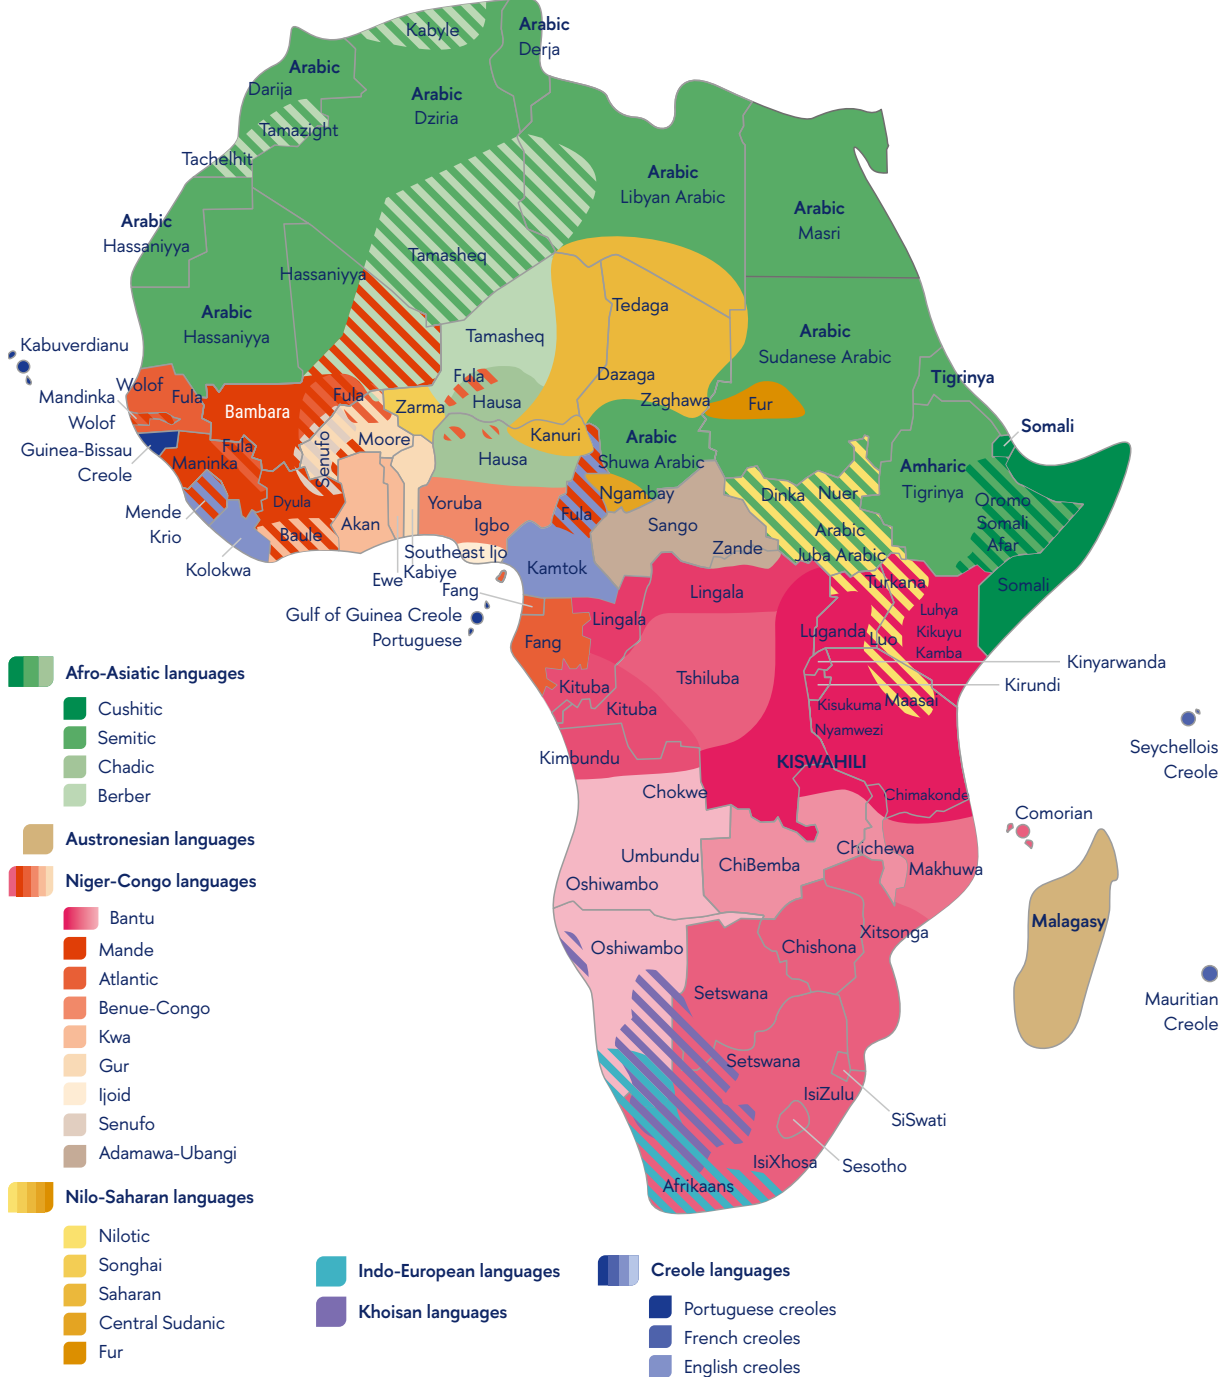 Kabyle
Arabic
Derja
Arabic
Darija
Arabic
Dziria
Tamazight
Tachelhit
Arabic
Libyan Arabic
Arabic
Masri
Arabic
Hassaniyya
Tamasheq
Hassaniyya
Arabic
Hassaniyya
Tedaga
Tamasheq
Arabic
Sudanese Arabic
Kabuverdianu
Wolof
Mandinka
Fula
Wolof
Bambara
Fula
Zarma
Fula
Hausa
Dazaga
Zaghawa
Fur
Tigrinya
Somali
Guinea-Bissau
Creole
Fula
Maninka
Senufo
Moore
Kanuri
Hausa
Arabic
Shuwa Arabic
Amharic
Tigrinya
Oromo
Somali
Afar
Mende
Krio
Dyula
Baule
Akan
Yoruba
Igbo
Fula
Ngambay
Sango
Zande
Dinka
Nuer
Arabic
Juba Arabic
Kolokwa
Ewe
Kabiye
Southeast Ijo
Kamtok
Fang
Gulf of Guinea Creole
Portuguese
Fang
Lingala
Lingala
Turkana
Somali
Luhya
Kikuyu
Kamba
Luganda
Luo
Kinyarwanda
Kirundi
Kituba
Kituba
Tshiluba
Kisukuma
Maasai
Nyamwezi
Kimbundu
KISWAHILI
Chokwe
Chimakonde
Seychellois
Creole
Comorian
Umbundu
Oshiwambo
ChiBemba
Chichewa
Makhuwa
Malagasy
Oshiwambo
Chishona
Xitsonga
Setswana
Mauritian
Creole
Setswana
IsiZulu
SiSwati
IsiXhosa
Sesotho
Afrikaans
Afro-Asiatic languages
Cushitic
Semitic
Chadic
Berber
Austronesian languages
Niger-Congo languages
Bantu
Mande
Atlantic
Benue-Congo
Kwa
Gur
Ijoid
Senufo
Adamawa-Ubangi
Nilo-Saharan languages
Nilotic
Songhai
Saharan
Central Sudanic
Fur
Indo-European languages
Khoisan languages
Creole languages
Portuguese creoles
French creoles
English creoles